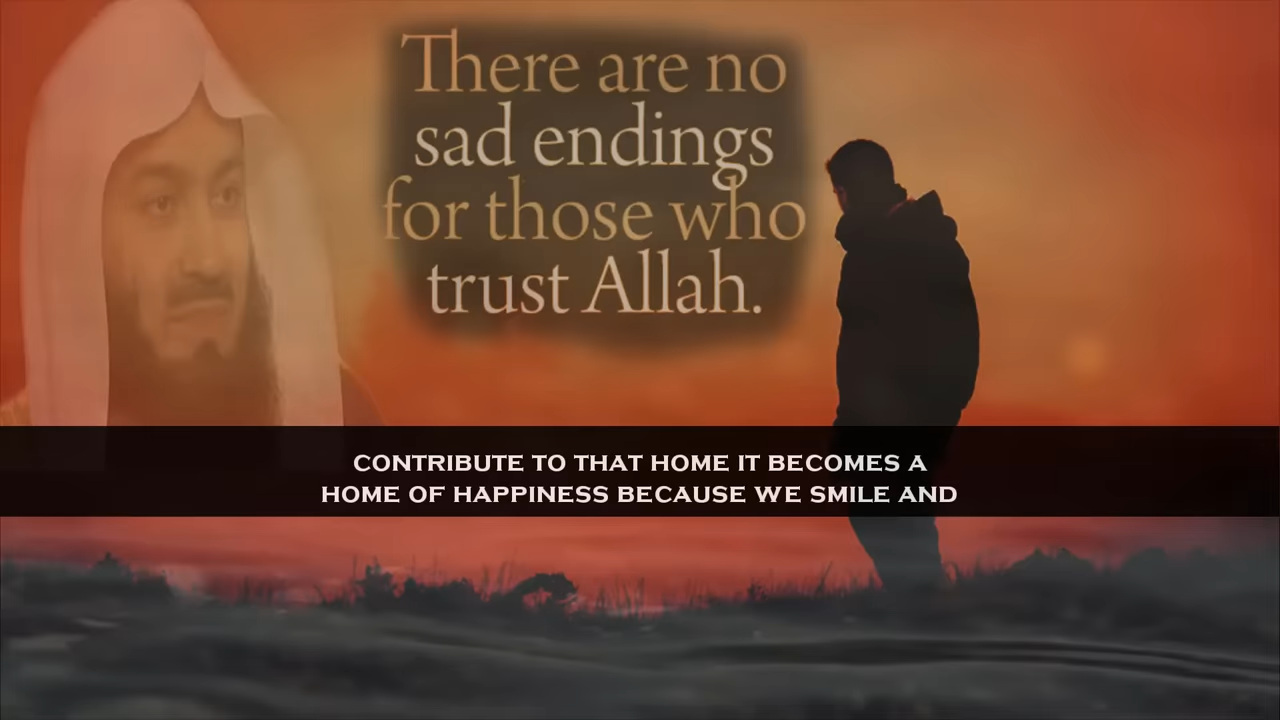 There are no
sad endings
for those who
trust Allah.
CONTRIBUTE TO THAT HOME IT BECOMES A
HOME OF HAPPINESS BECAUSE WE SMILE AND